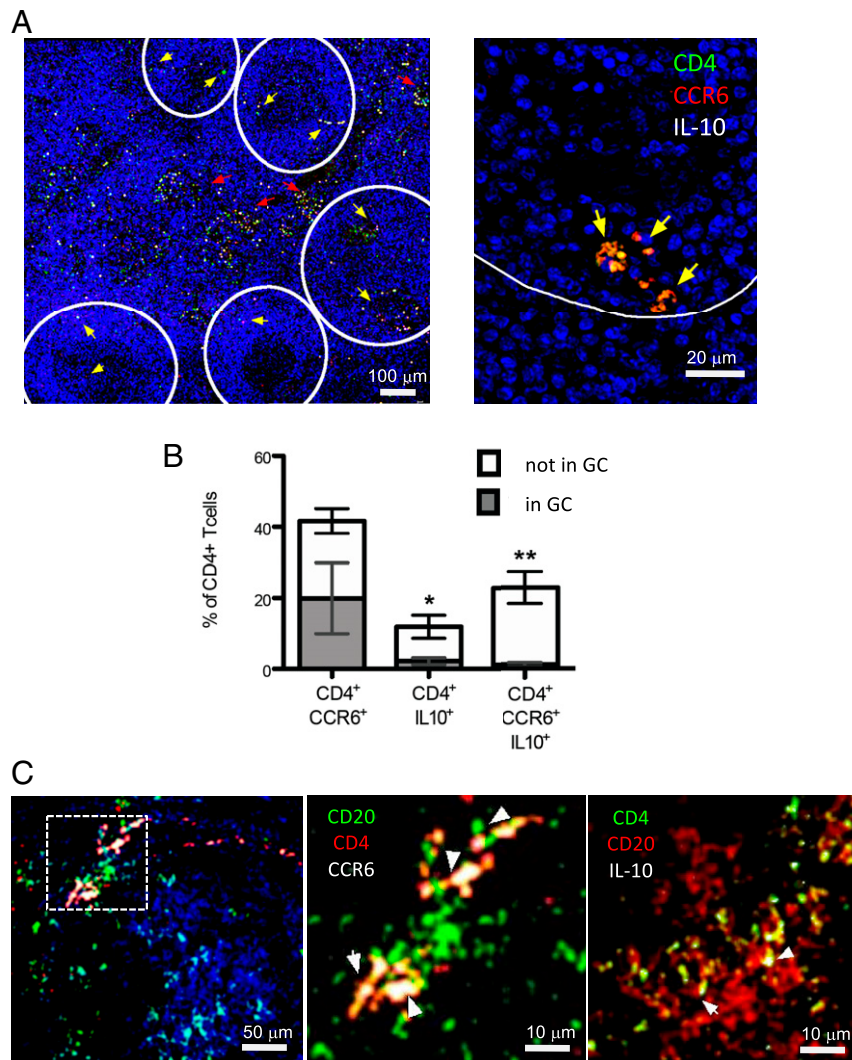 A
CD4
CCR6
IL-10
100 μm
20 μm
B
% of CD4+ Tcells
60
40
20
0
not in GC
in GC
*
**
CD4⁺
CCR6⁺
CD4⁺
IL10⁺
CD4⁺
CCR6⁺
IL10⁺
C
50 μm
CD20
CD4
CCR6
10 μm
CD4
CD20
IL-10
10 μm